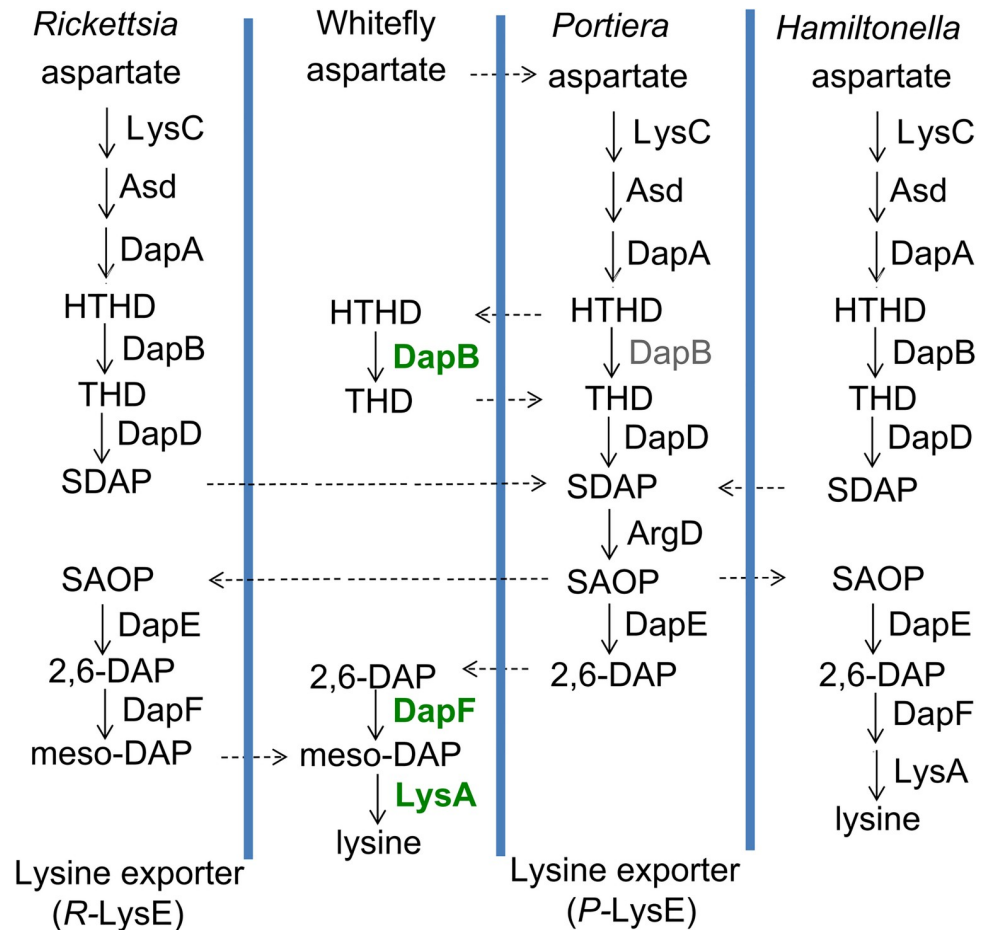 Rickettsia
aspartate
LysC
Asd
DapA
HTHD
DapB
THD
DapD
SDAP
SAOP
DapE
2,6-DAP
DapF
meso-DAP
Lysine exporter
(R-LysE)
Whitefly
aspartate
HTHD
DapB
THD
2,6-DAP
DapF
meso-DAP
LysA
lysine
Portiera
aspartate
LysC
Asd
DapA
HTHD
DapB
THD
DapD
SDAP
ArgD
SAOP
DapE
2,6-DAP
Lysine exporter
(P-LysE)
Hamiltonella
aspartate
LysC
Asd
DapA
HTHD
DapB
THD
DapD
SDAP
SAOP
DapE
2,6-DAP
DapF
LysA
lysine